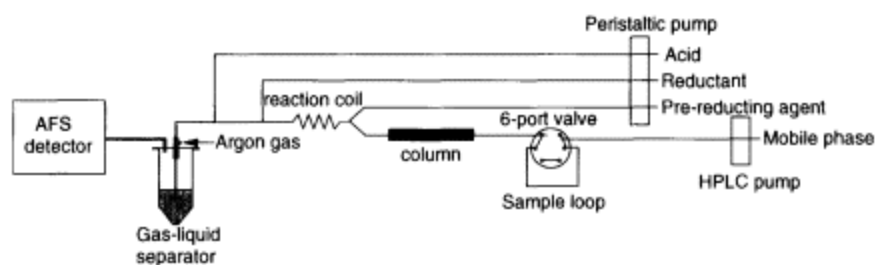 Peristaltic pump
Acid
Reductant
reaction coil
Pre-reducting agent
AFS
detector
6-port valve
Argon gas
Mobile phase
column
HPLC pump
Sample loop
Gas-liquid
separator